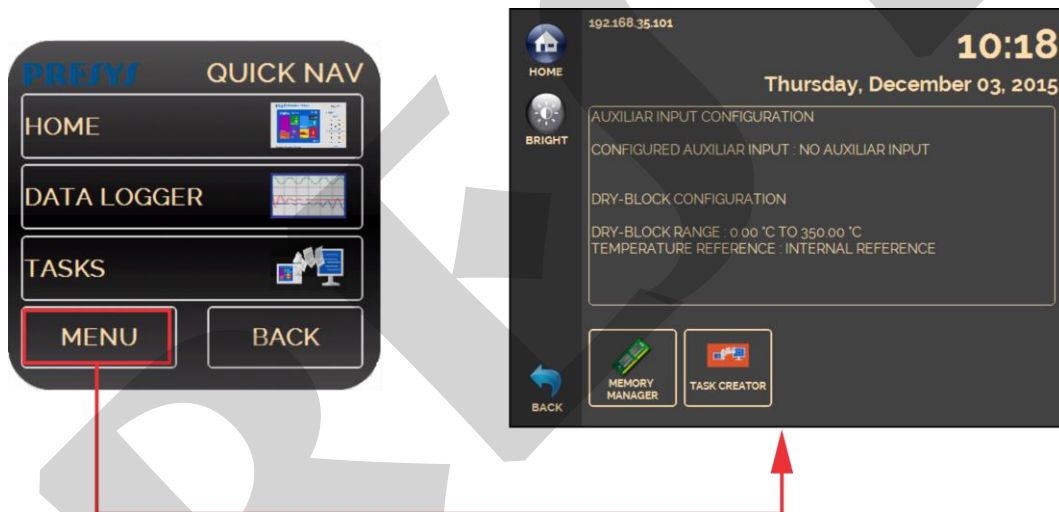 PRESYS QUICK NAV
HOME
DATA LOGGER
TASKS
MENU BACK
192.168.35.101
10:18
HOME
Thursday, December 03, 2015
AUXILIAR INPUT CONFIGURATION
BRIGHT
CONFIGURED AUXILIAR INPUT : NO AUXILIAR INPUT
DRY-BLOCK CONFIGURATION
DRY-BLOCK RANGE : 0.00 °C TO 350.00 °C
TEMPERATURE REFERENCE : INTERNAL REFERENCE
MEMORY
MANAGER
TASK CREATOR
BACK